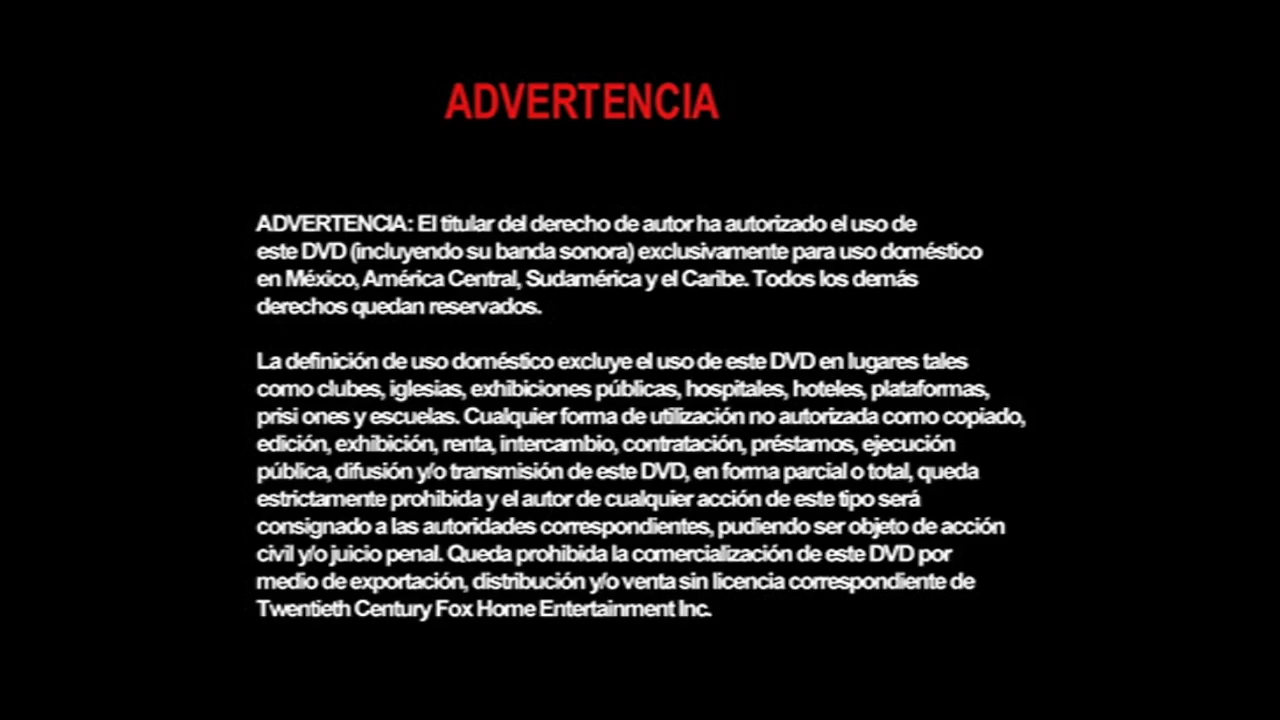 ADVERTENCIA
ADVERTENCIA: El titular del derecho de autor ha autorizado el uso de
este DVD (incluyendo su banda sonora) exclusivamente para uso doméstico
en México, América Central, Sudamérica y el Caribe. Todos los demás
derechos quedan reservados.
La definición de uso doméstico excluye el uso de este DVD en lugares tales
como clubes, iglesias, exhibiciones públicas, hospitales, hoteles, plataformas,
prisi ones y escuelas. Cualquier forma de utilización no autorizada como copiado,
edición, exhibición, renta, intercambio, contratación, préstamos, ejecución
pública, difusión y/o transmisión de este DVD, en forma parcial o total, queda
estrictamente prohibida y el autor de cualquier acción de este tipo será
consignado a las autoridades correspondientes, pudiendo ser objeto de acción
civil y/o juicio penal. Queda prohibida la comercialización de este DVD por
medio de exportación, distribución y/o venta sin licencia correspondiente de
Twentieth Century Fox Home Entertainment Inc.